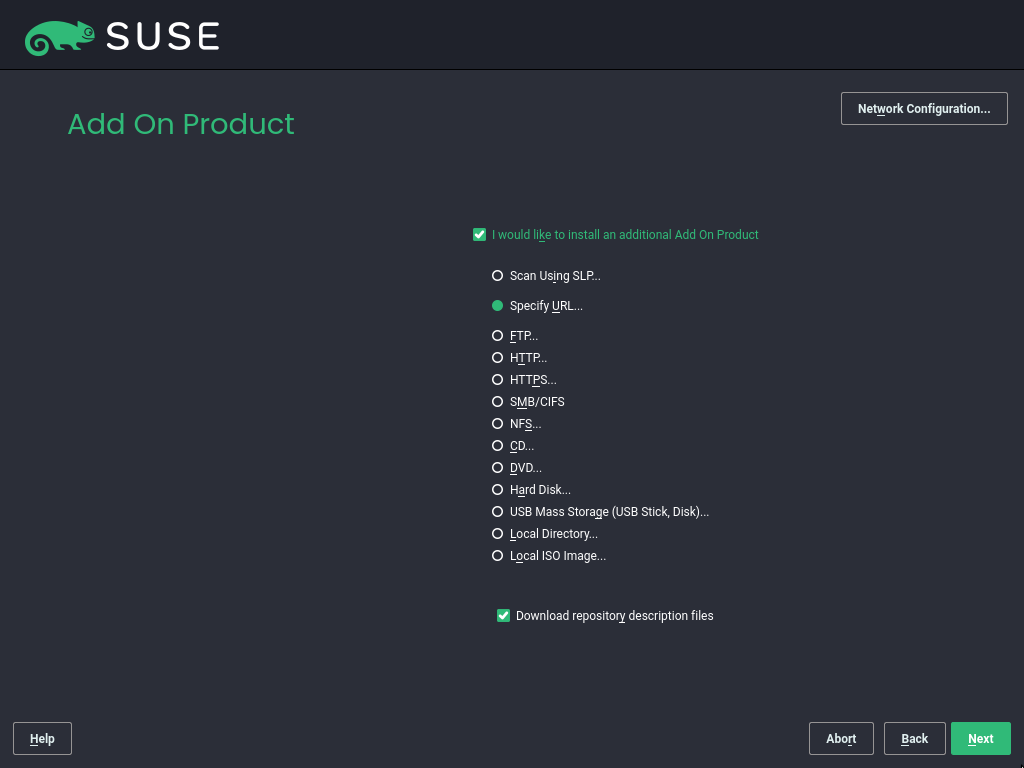 SUSE
Add On Product
Network Configuration...
I would like to install an additional Add On Product
Scan Using SLP...
Specify URL...
FTP...
HTTP...
HTTPS...
SMB/CIFS
NFS...
CD...
DVD...
Hard Disk...
USB Mass Storage (USB Stick, Disk)...
Local Directory...
Local ISO Image...
Download repository description files
Help
Abort
Back
Next